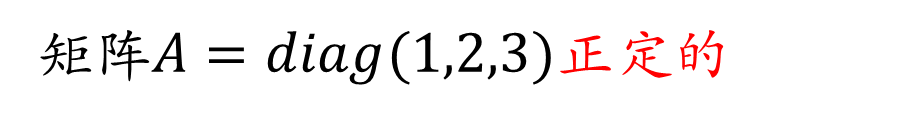 矩阵A = diag(1,2,3)正定的